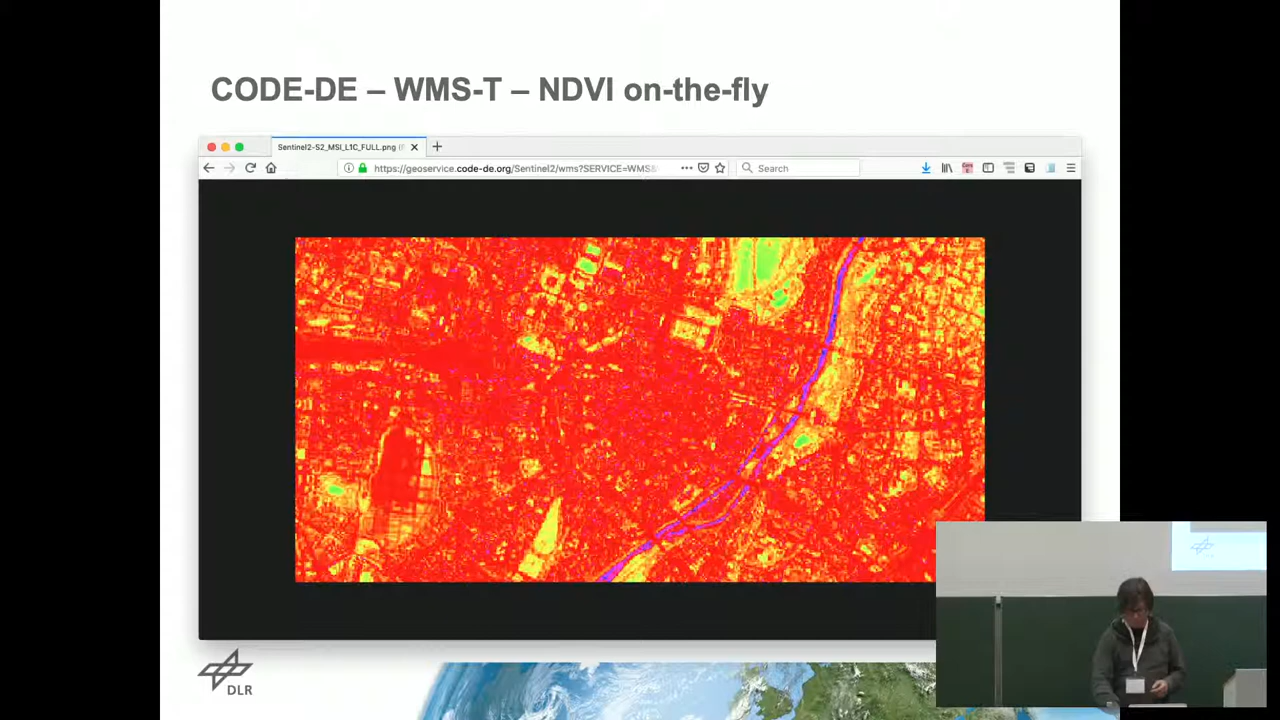 CODE-DE – WMS-T – NDVI on-the-fly
Sentinel2-S2_MSI_L1C_FULL.png (I
https://geoservice.code-de.org/Sentinel2/wms?SERVICE=WMS&
Search
DLR